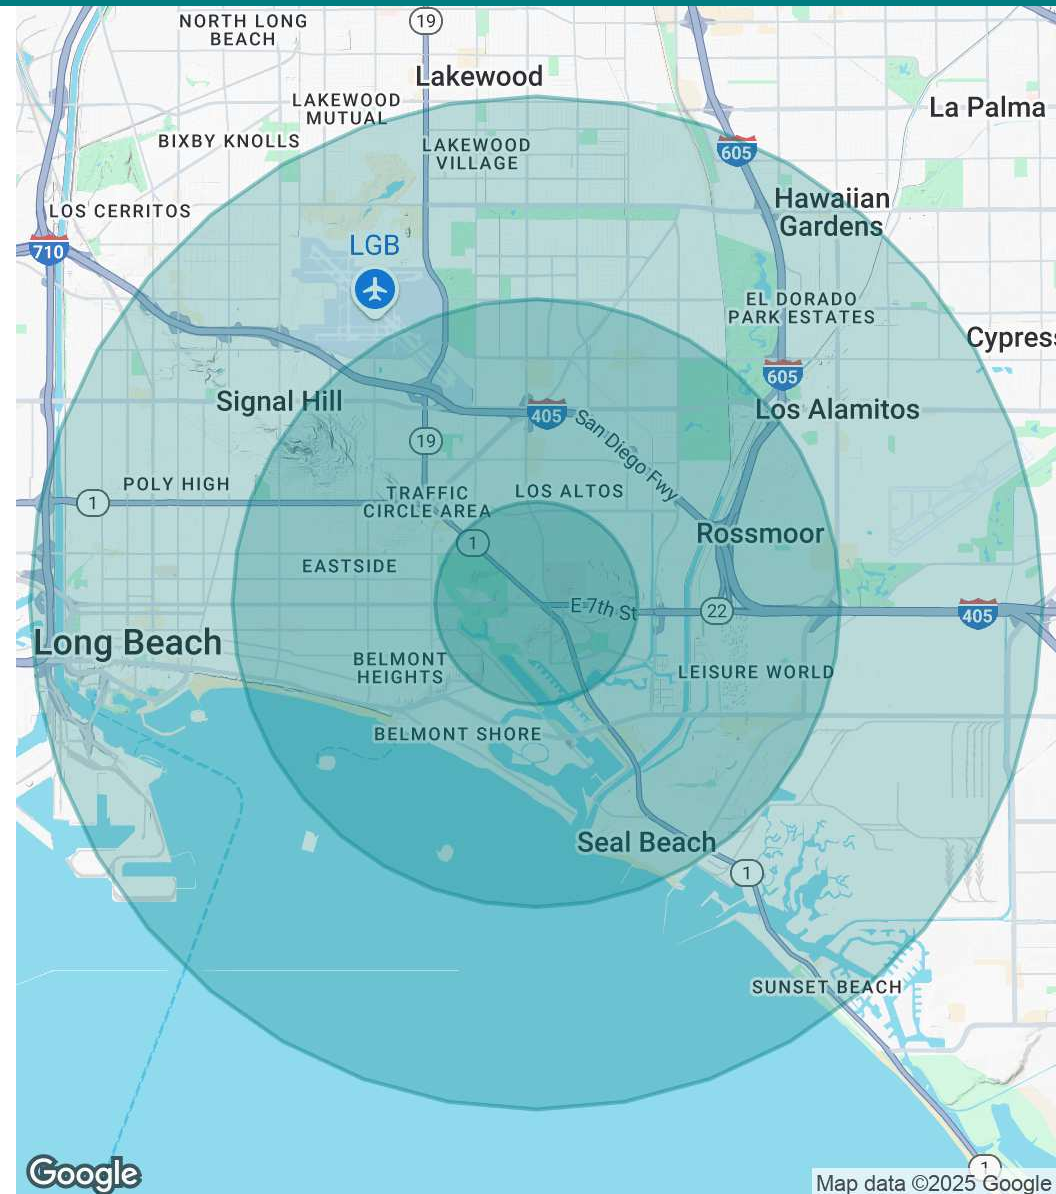 NORTH LONG
BEACH
19
Lakewood
LAKEWOOD
MUTUAL
La Palma
BIXBY KNOLLS
LAKEWOOD
VILLAGE
605
Hawaiian
Gardens
LOS CERRITOS
710
LGB
EL DORADO
PARK ESTATES
Cypress
605
Signal Hill
405
Los Alamitos
19
San Diego Fwy
POLY HIGH
1
TRAFFIC
CIRCLE AREA
LOS ALTOS
1
Rossmoor
EASTSIDE
E 7th St
22
405
Long Beach
BELMONT
HEIGHTS
LEISURE WORLD
BELMONT SHORE
Seal Beach
1
SUNSET BEACH
1
Google
Map data ©2025 Google